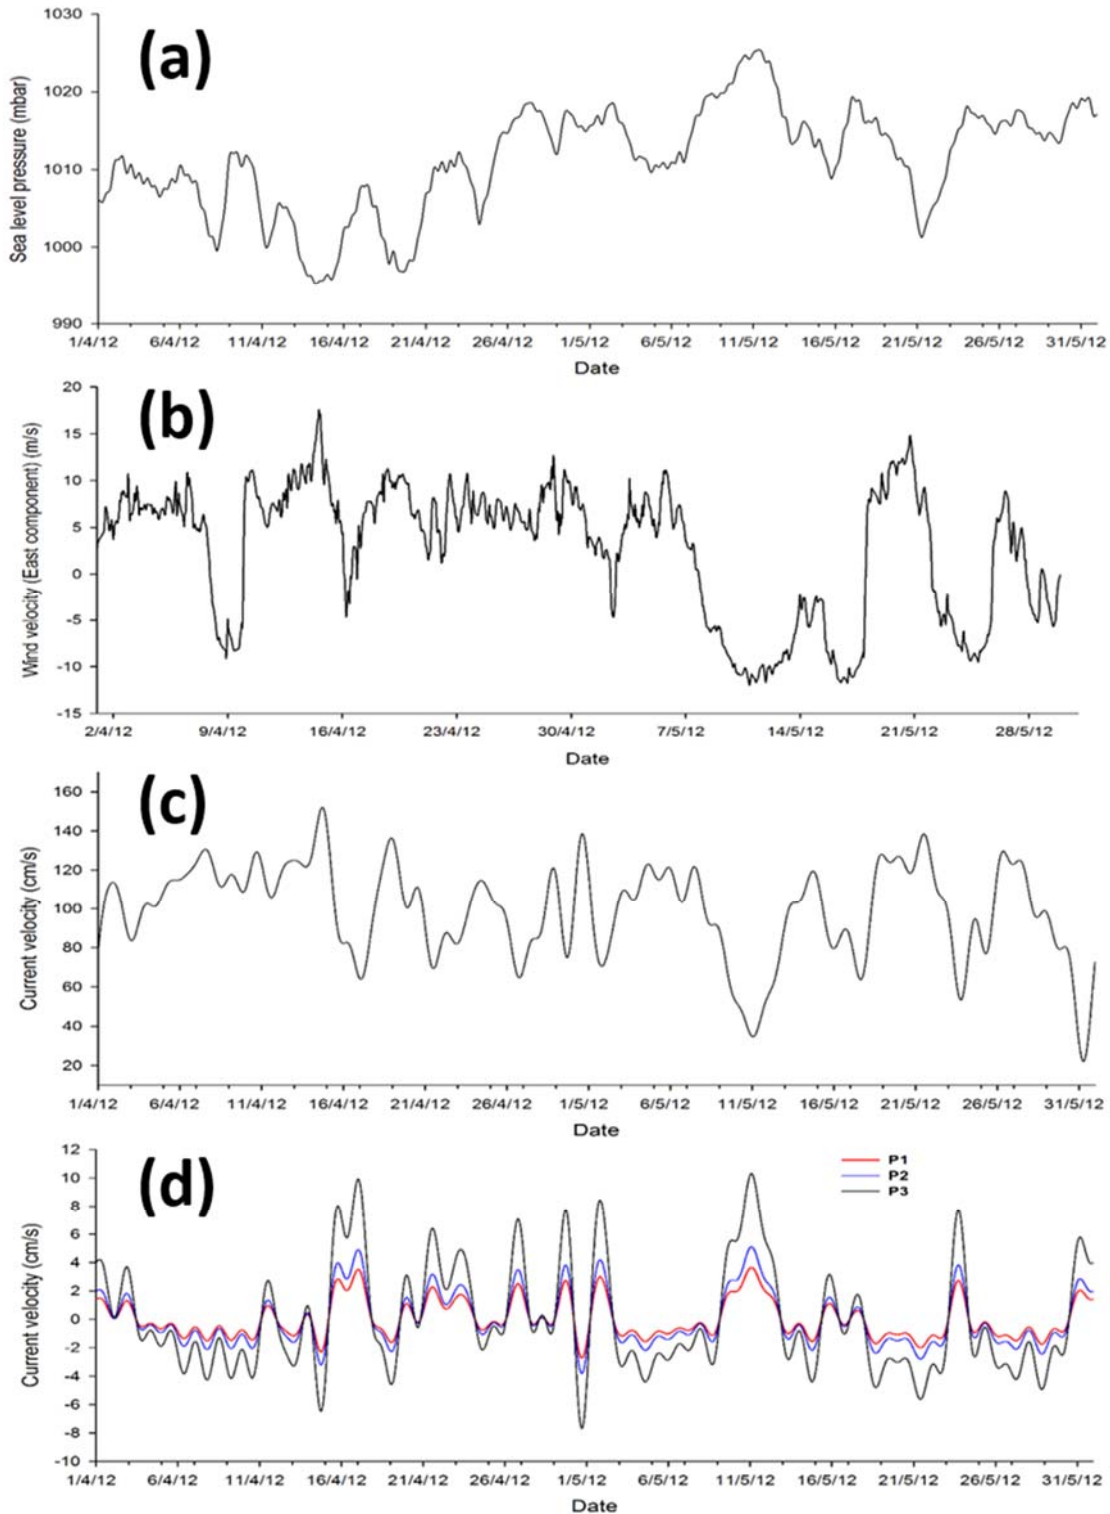 (a)
Sea level pressure (mbar)
1030
1020
1010
1000
990
1/4/12 6/4/12 11/4/12 16/4/12 21/4/12 26/4/12 1/5/12 6/5/12 11/5/12 16/5/12 21/5/12 26/5/12 31/5/12
Date
(b)
Wind velocity (East component) (m/s)
20
15
10
5
0
-5
-10
-15
2/4/12 9/4/12 16/4/12 23/4/12 30/4/12 7/5/12 14/5/12 21/5/12 28/5/12
Date
(c)
Current velocity (cm/s)
160
140
120
100
80
60
40
20
1/4/12 6/4/12 11/4/12 16/4/12 21/4/12 26/4/12 1/5/12 6/5/12 11/5/12 16/5/12 21/5/12 26/5/12 31/5/12
Date
(d)
Current velocity (cm/s)
12
10
8
6
4
2
0
-2
-4
-6
-8
-10
P1
P2
P3
1/4/12 6/4/12 11/4/12 16/4/12 21/4/12 26/4/12 1/5/12 6/5/12 11/5/12 16/5/12 21/5/12 26/5/12 31/5/12
Date